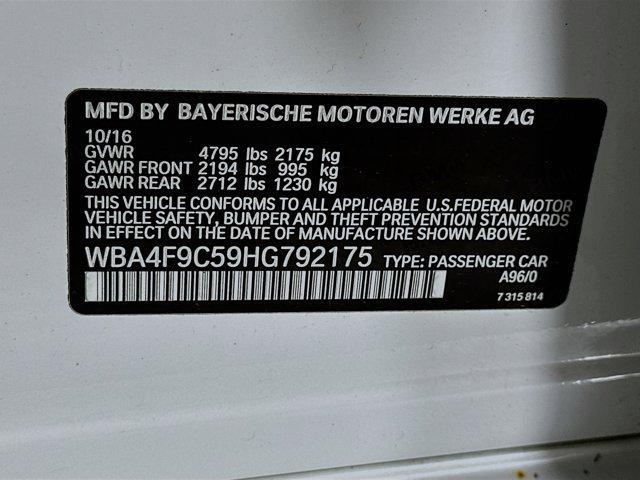 MFD BY BAYERISCHE MOTOREN WERKE AG
10/16
GVWR 4795 lbs 2175 kg
GAWR FRONT 2194 lbs 995 kg
GAWR REAR 2712 lbs 1230 kg
THIS VEHICLE CONFORMS TO ALL APPLICABLE U.S.FEDERAL MOTOR
VEHICLE SAFETY, BUMPER AND THEFT PREVENTION STANDARDS
IN EFFECT ON THE DATE OF MANUFACTURE SHOWN ABOVE.
WBA4F9C59HG792175 TYPE: PASSENGER CAR
A96/0
7 315 814